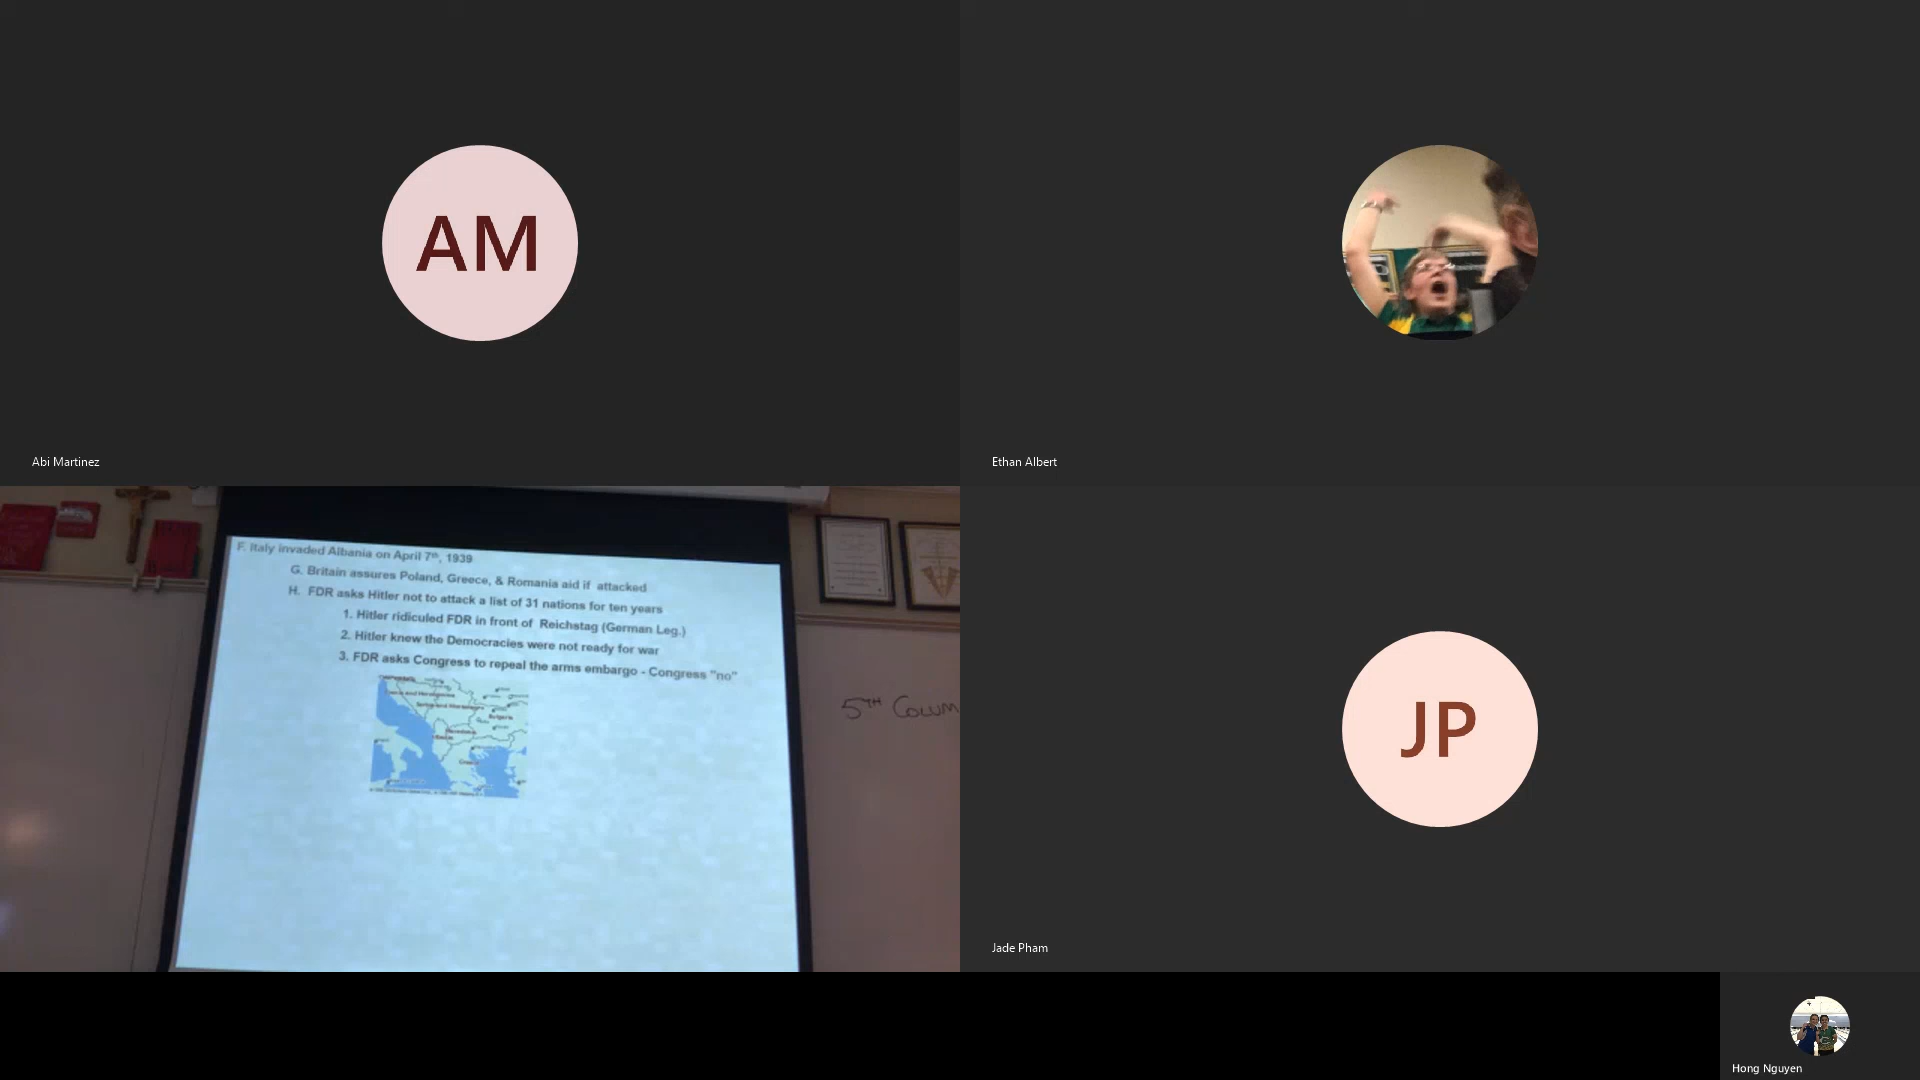 AM
Abi Martinez
Ethan Albert
F. Italy invaded Albania on April 7th, 1939
G. Britain assures Poland, Greece, & Romania aid if attacked
H. FDR asks Hitler not to attack a list of 31 nations for ten years
1. Hitler ridiculed FDR in front of Reichstag (German Leg.)
2. Hitler knew the Democracies were not ready for war
3. FDR asks Congress to repeal the arms embargo - Congress "no"
Bulgaria
Greece
5TH COLUM
JP
Jade Pham
Hong Nguyen